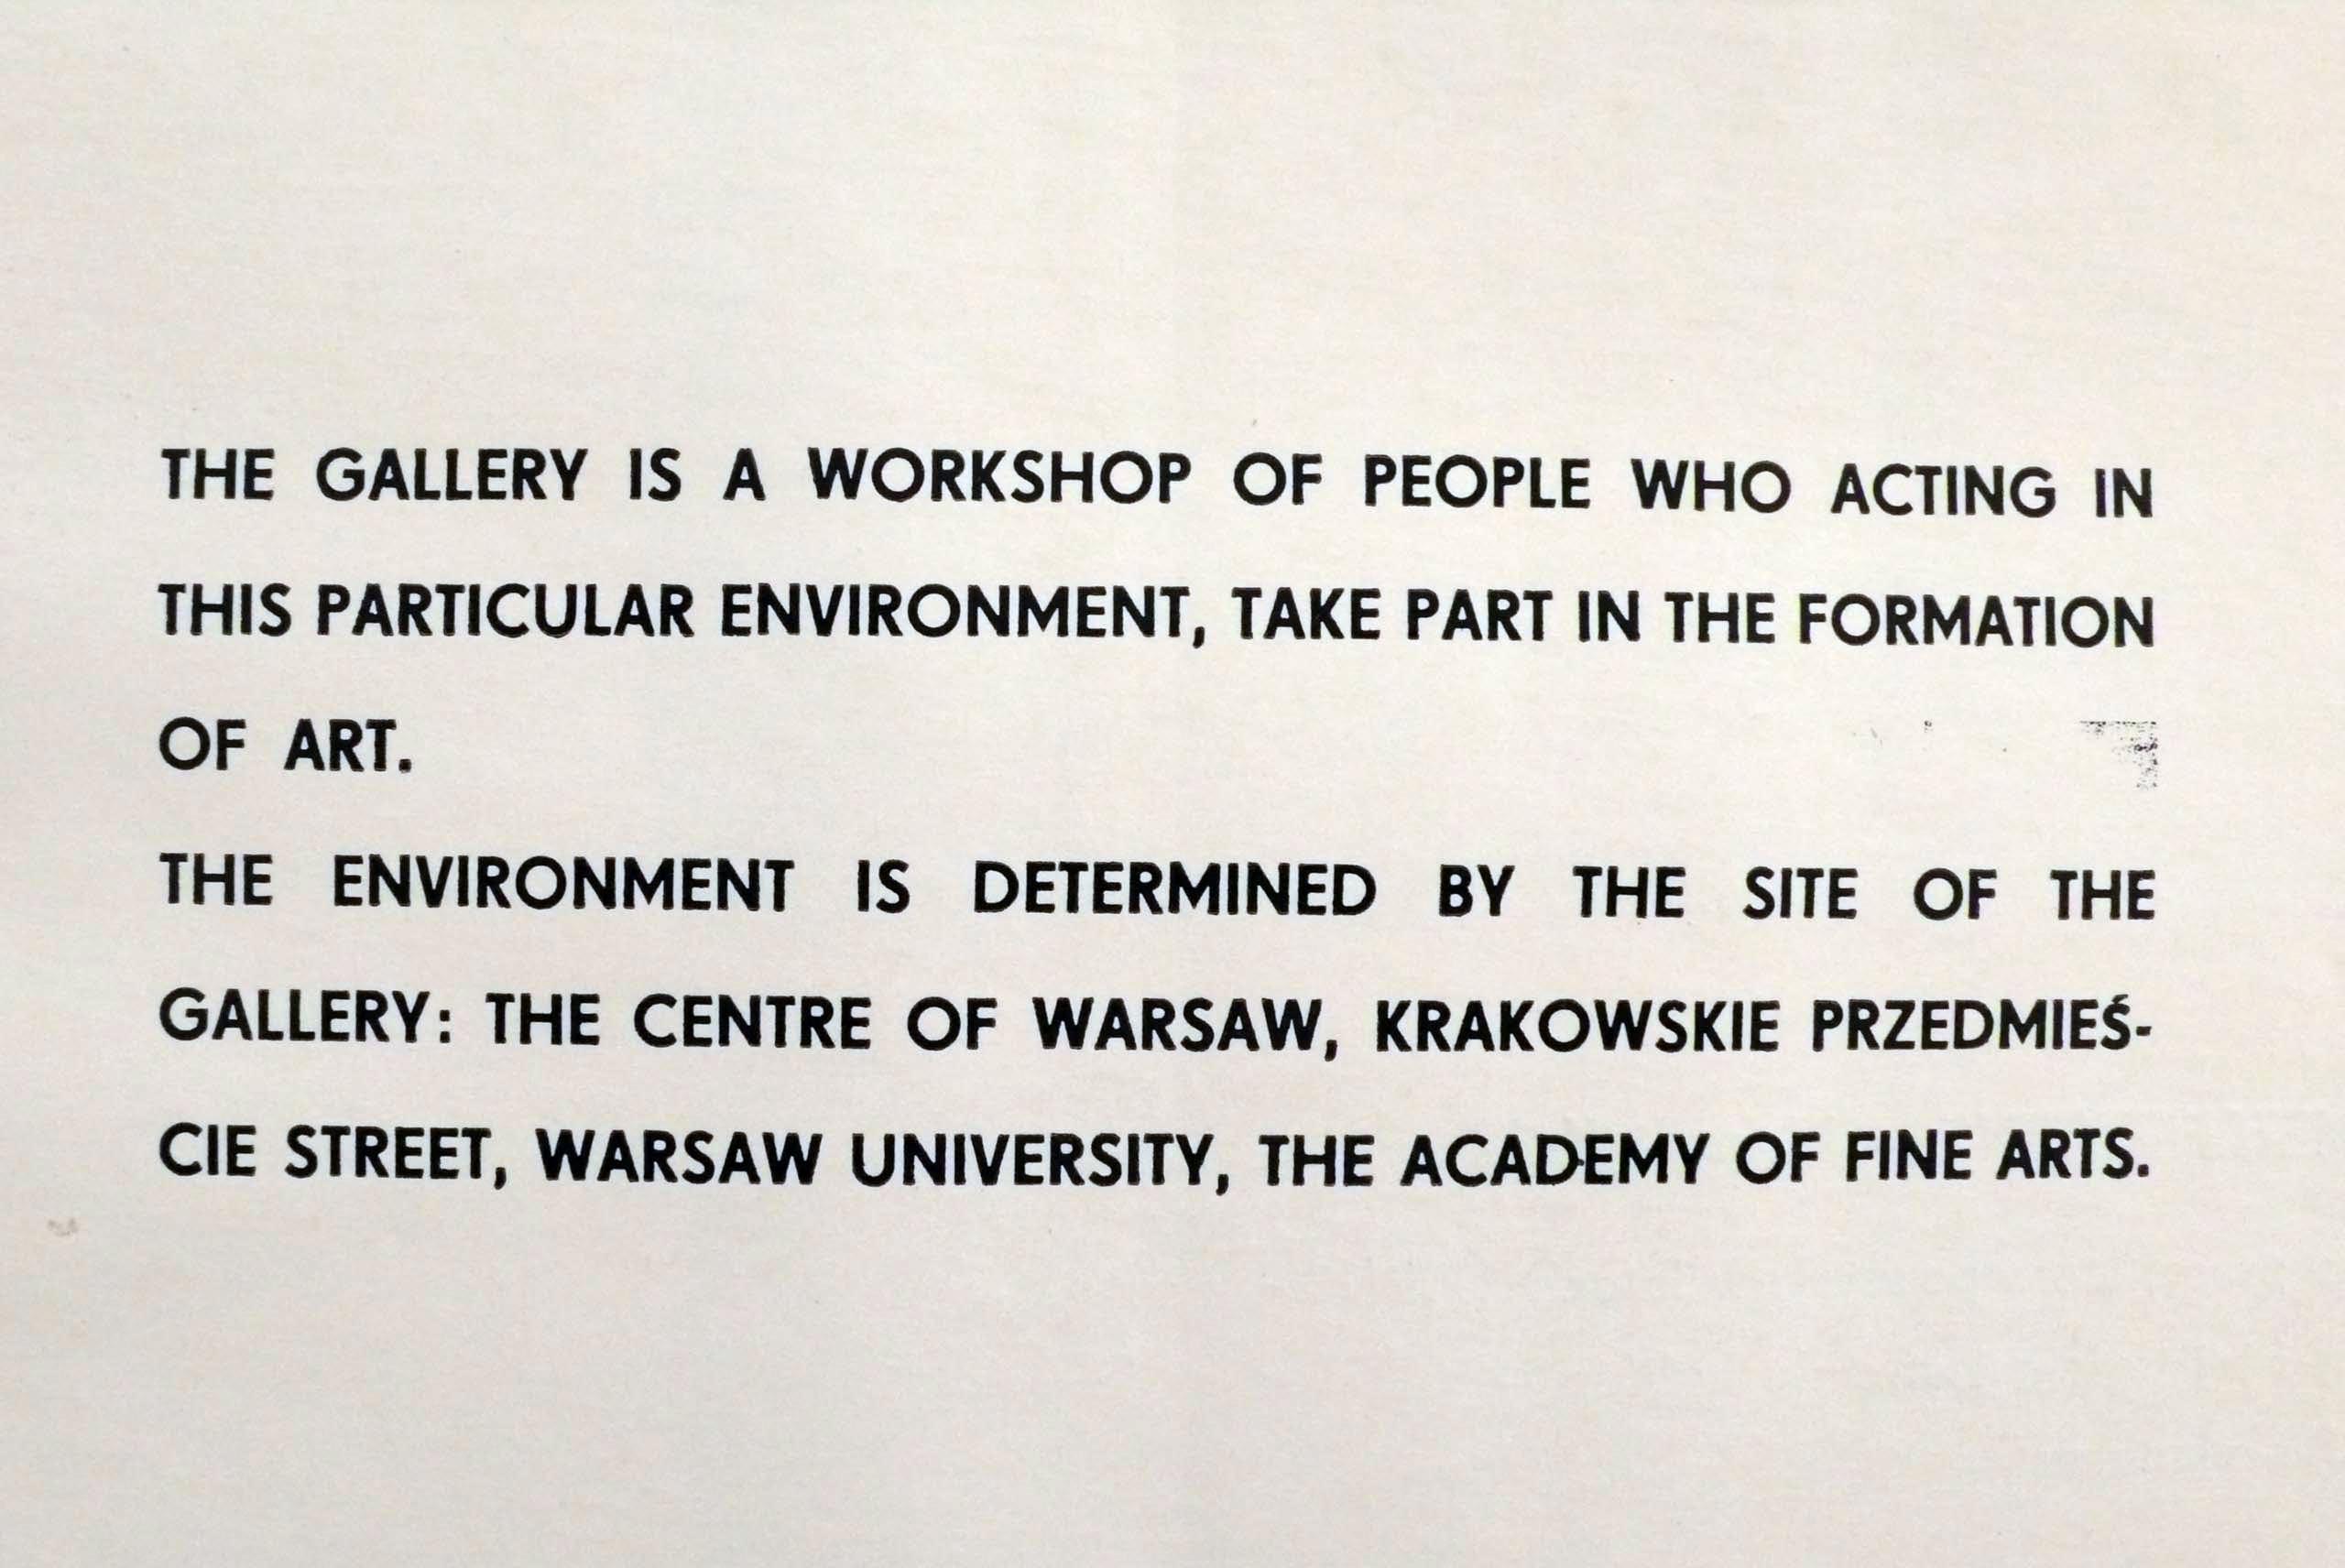 THE GALLERY IS A WORKSHOP OF PEOPLE WHO ACTING IN
THIS PARTICULAR ENVIRONMENT, TAKE PART IN THE FORMATION
OF ART.
THE ENVIRONMENT IS DETERMINED BY THE SITE OF THE
GALLERY: THE CENTRE OF WARSAW, KRAKOWSKIE PRZEDMIEŚ-
CIE STREET, WARSAW UNIVERSITY, THE ACADEMY OF FINE ARTS.